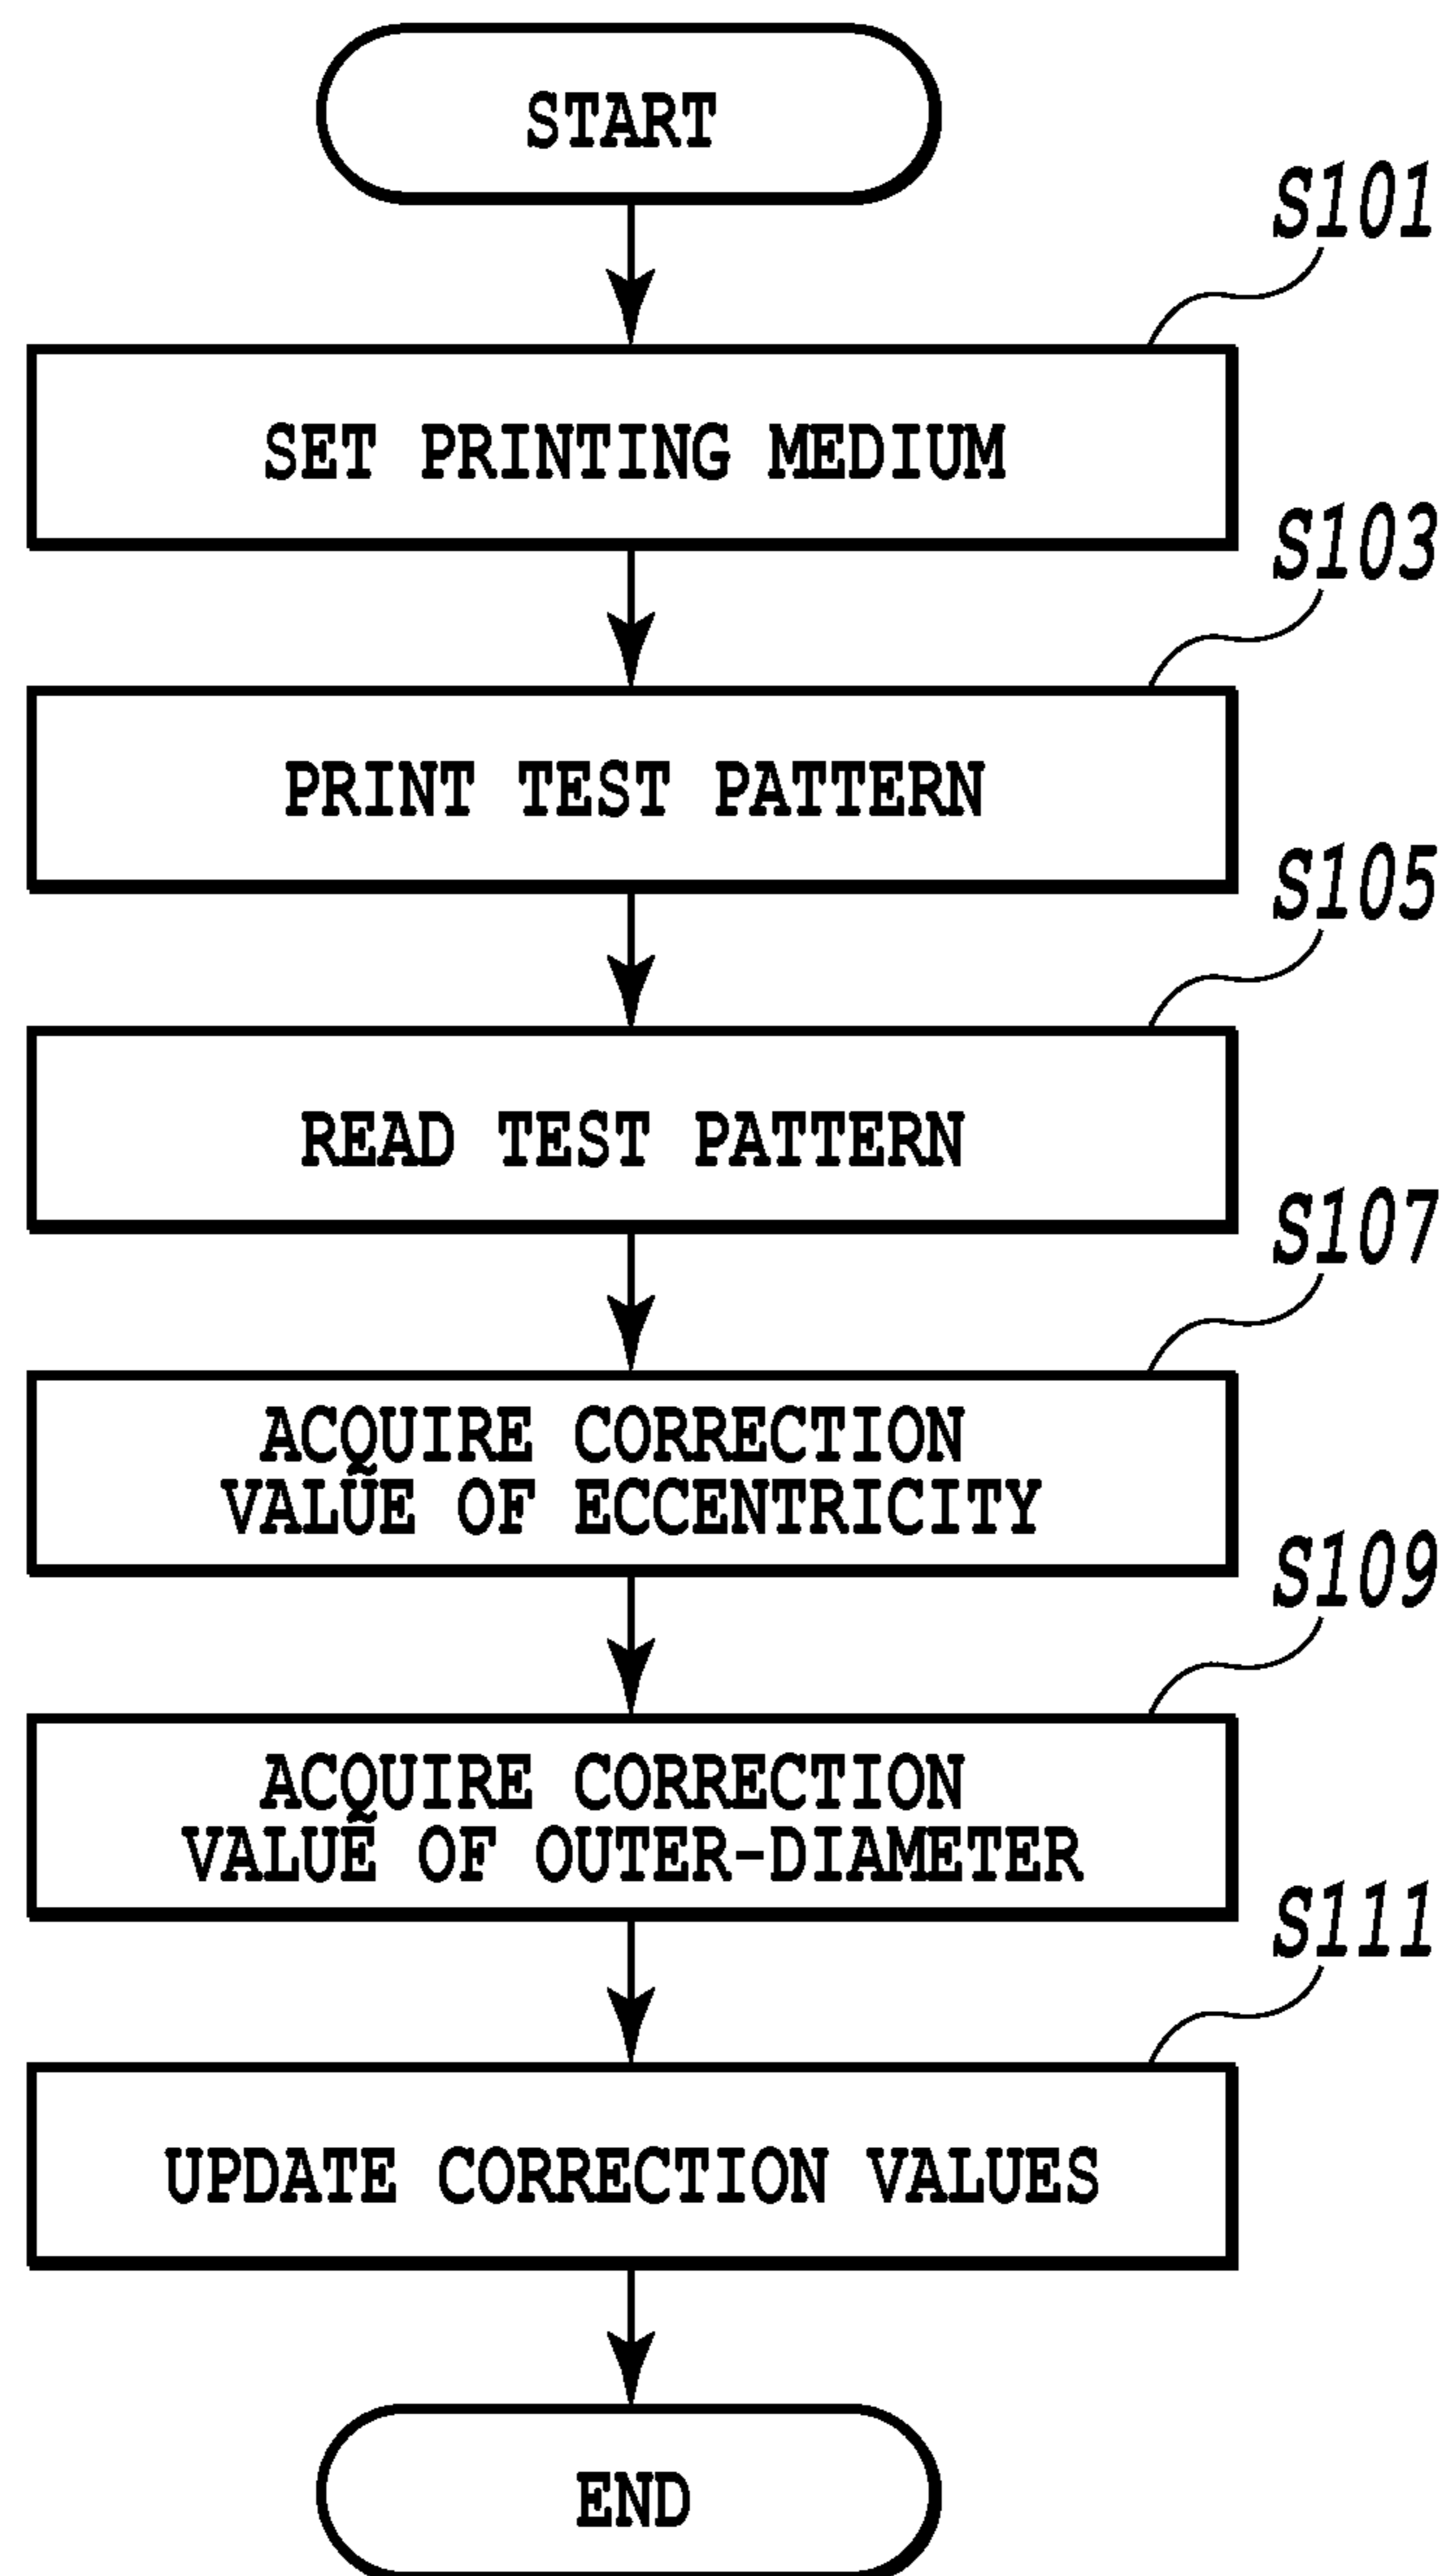 START
S101
SET PRINTING MEDIUM
S103
PRINT TEST PATTERN
S105
READ TEST PATTERN
S107
ACQUIRE CORRECTION
VALUE OF ECCENTRICITY
S109
ACQUIRE CORRECTION
VALUE OF OUTER-DIAMETER
S111
UPDATE CORRECTION VALUES
END